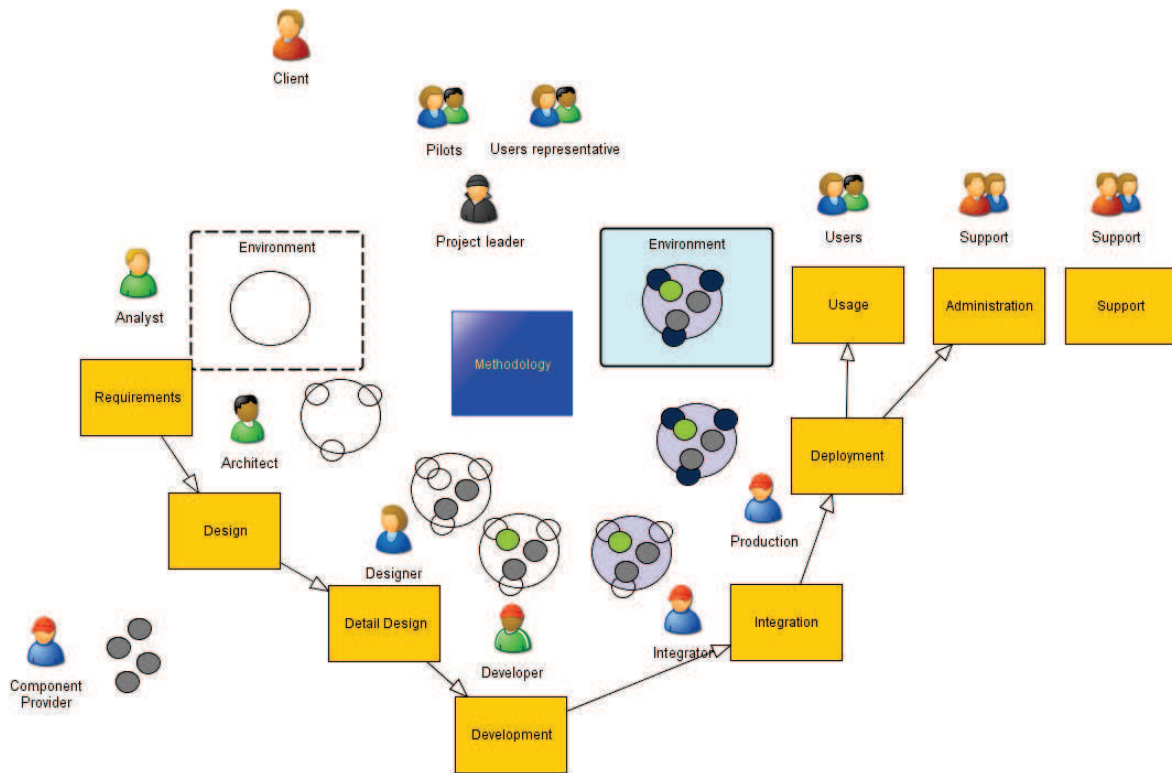 Client
Pilots
Users representative
Project leader
Environment
Environment
Users
Support
Support
Analyst
Usage
Administration
Support
Methodology
Requirements
Architect
Deployment
Design
Designer
Production
Detail Design
Integration
Developer
Integrator
Component
Provider
Development